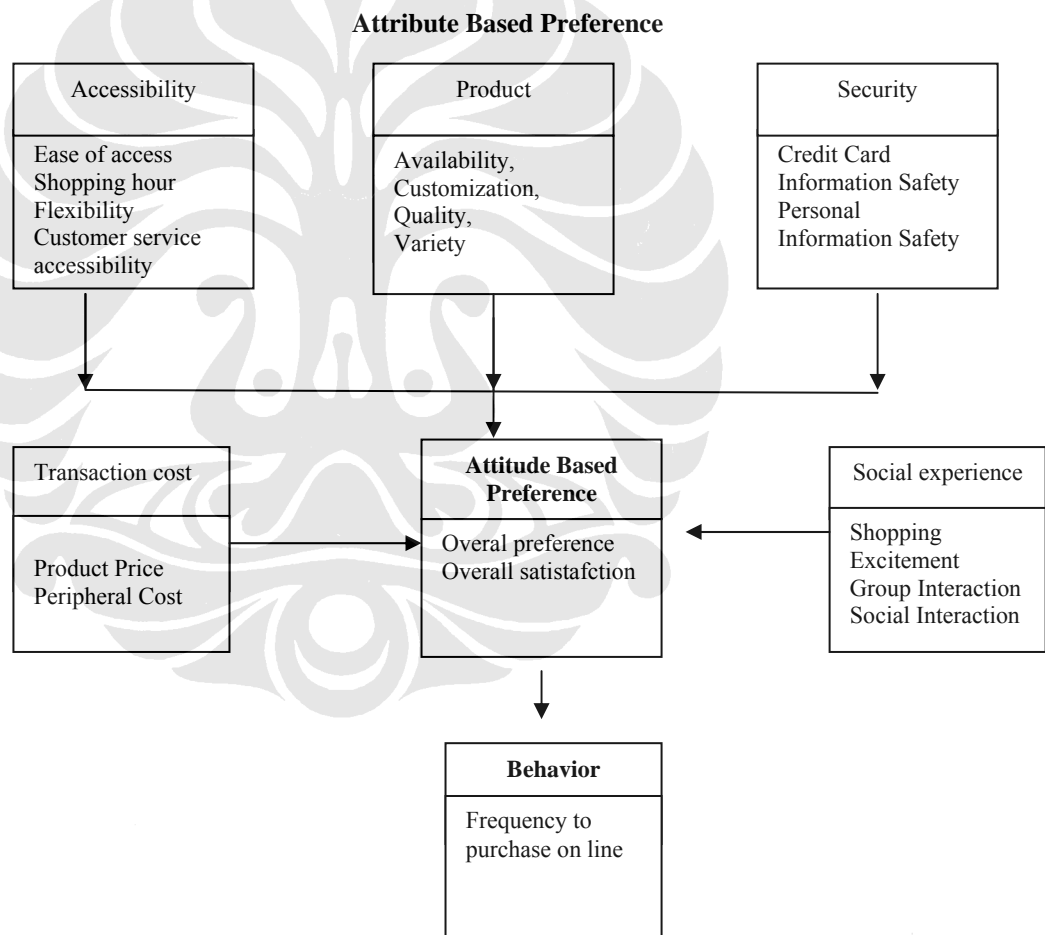 Attribute Based Preference
Accessibility
Ease of access
Shopping hour
Flexibility
Customer service
accessibility
Product
Availability,
Customization,
Quality,
Variety
Security
Credit Card
Information Safety
Personal
Information Safety
Transaction cost
Product Price
Peripheral Cost
Attitude Based
Preference
Overal preference
Overall satistafction
Social experience
Shopping
Excitement
Group Interaction
Social Interaction
Behavior
Frequency to
purchase on line